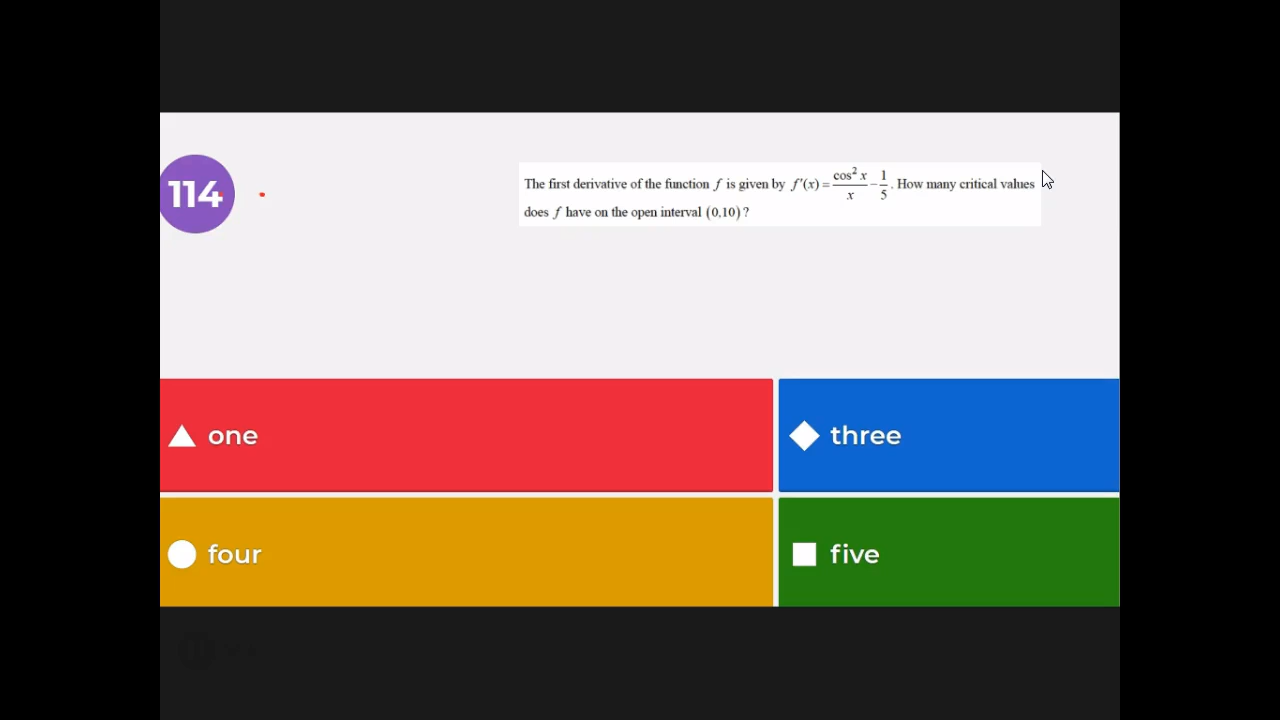 114
The first derivative of the function f is given by f′(x) = cos² x / x − 1/5 . How many critical values
does f have on the open interval (0,10)?
one
three
four
five